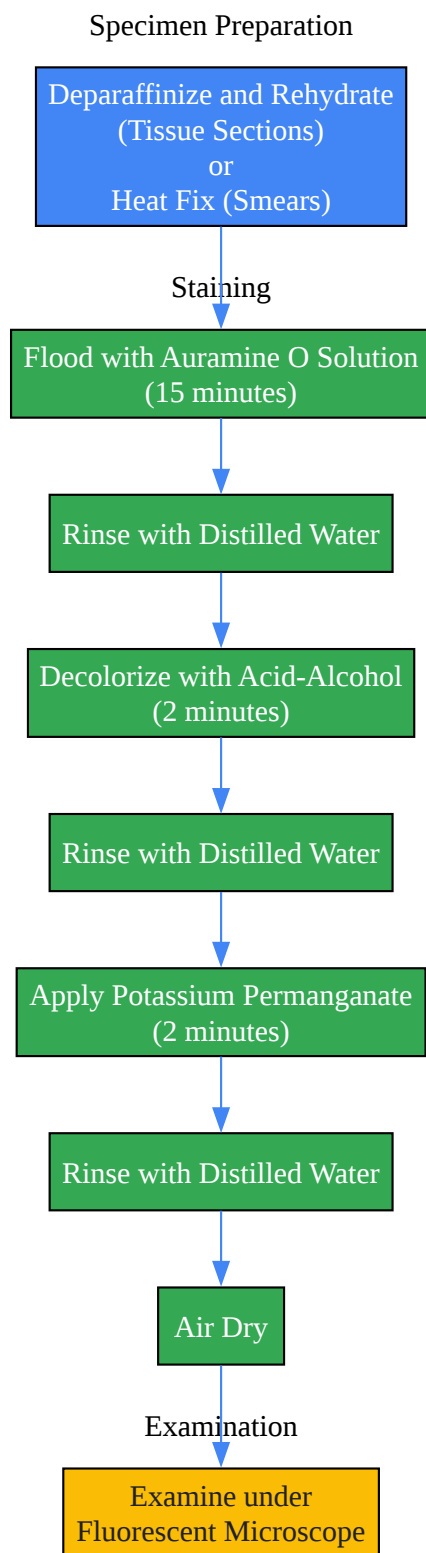 Specimen Preparation
Deparaffinize and Rehydrate
(Tissue Sections)
or
Heat Fix (Smears)
Staining
Flood with Auramine O Solution
(15 minutes)
Rinse with Distilled Water
Decolorize with Acid-Alcohol
(2 minutes)
Rinse with Distilled Water
Apply Potassium Permanganate
(2 minutes)
Rinse with Distilled Water
Air Dry
Examination
Examine under
Fluorescent Microscope